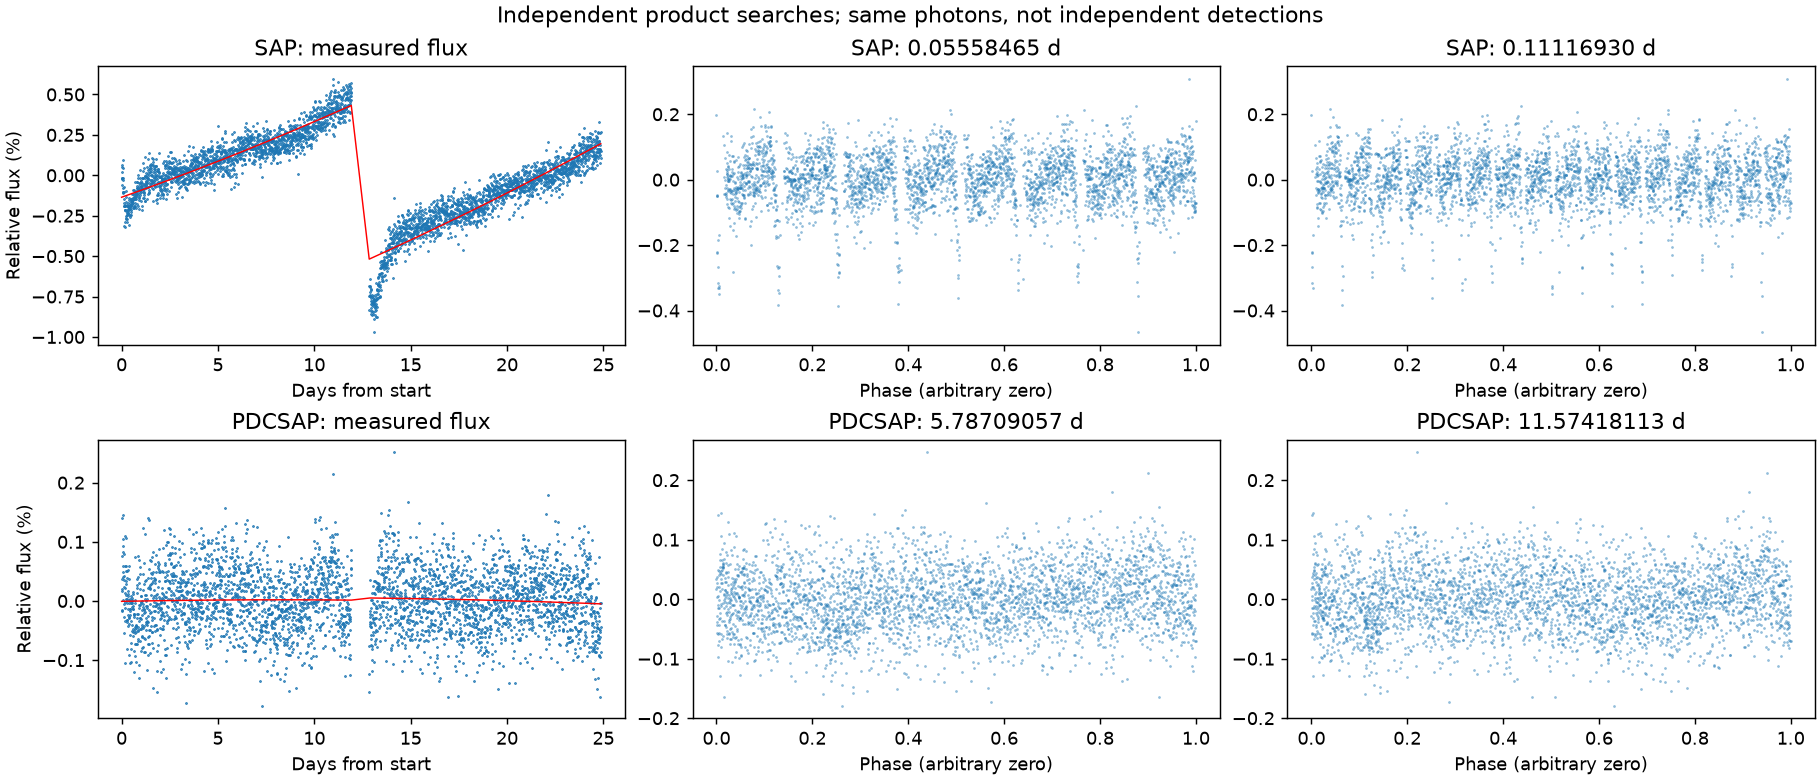 Independent product searches; same photons, not independent detections
SAP: measured flux
SAP: 0.05558465 d
SAP: 0.11116930 d
Relative flux (%)
0.50
0.25
0.00
−0.25
−0.50
−0.75
−1.00
0.2
0.0
−0.2
−0.4
0.2
0.0
−0.2
−0.4
0 5 10 15 20 25
0.0 0.2 0.4 0.6 0.8 1.0
0.0 0.2 0.4 0.6 0.8 1.0
Days from start
Phase (arbitrary zero)
Phase (arbitrary zero)
PDCSAP: measured flux
PDCSAP: 5.78709057 d
PDCSAP: 11.57418113 d
Relative flux (%)
0.2
0.1
0.0
−0.1
0.2
0.1
0.0
−0.1
−0.2
0.2
0.1
0.0
−0.1
−0.2
0 5 10 15 20 25
0.0 0.2 0.4 0.6 0.8 1.0
0.0 0.2 0.4 0.6 0.8 1.0
Days from start
Phase (arbitrary zero)
Phase (arbitrary zero)